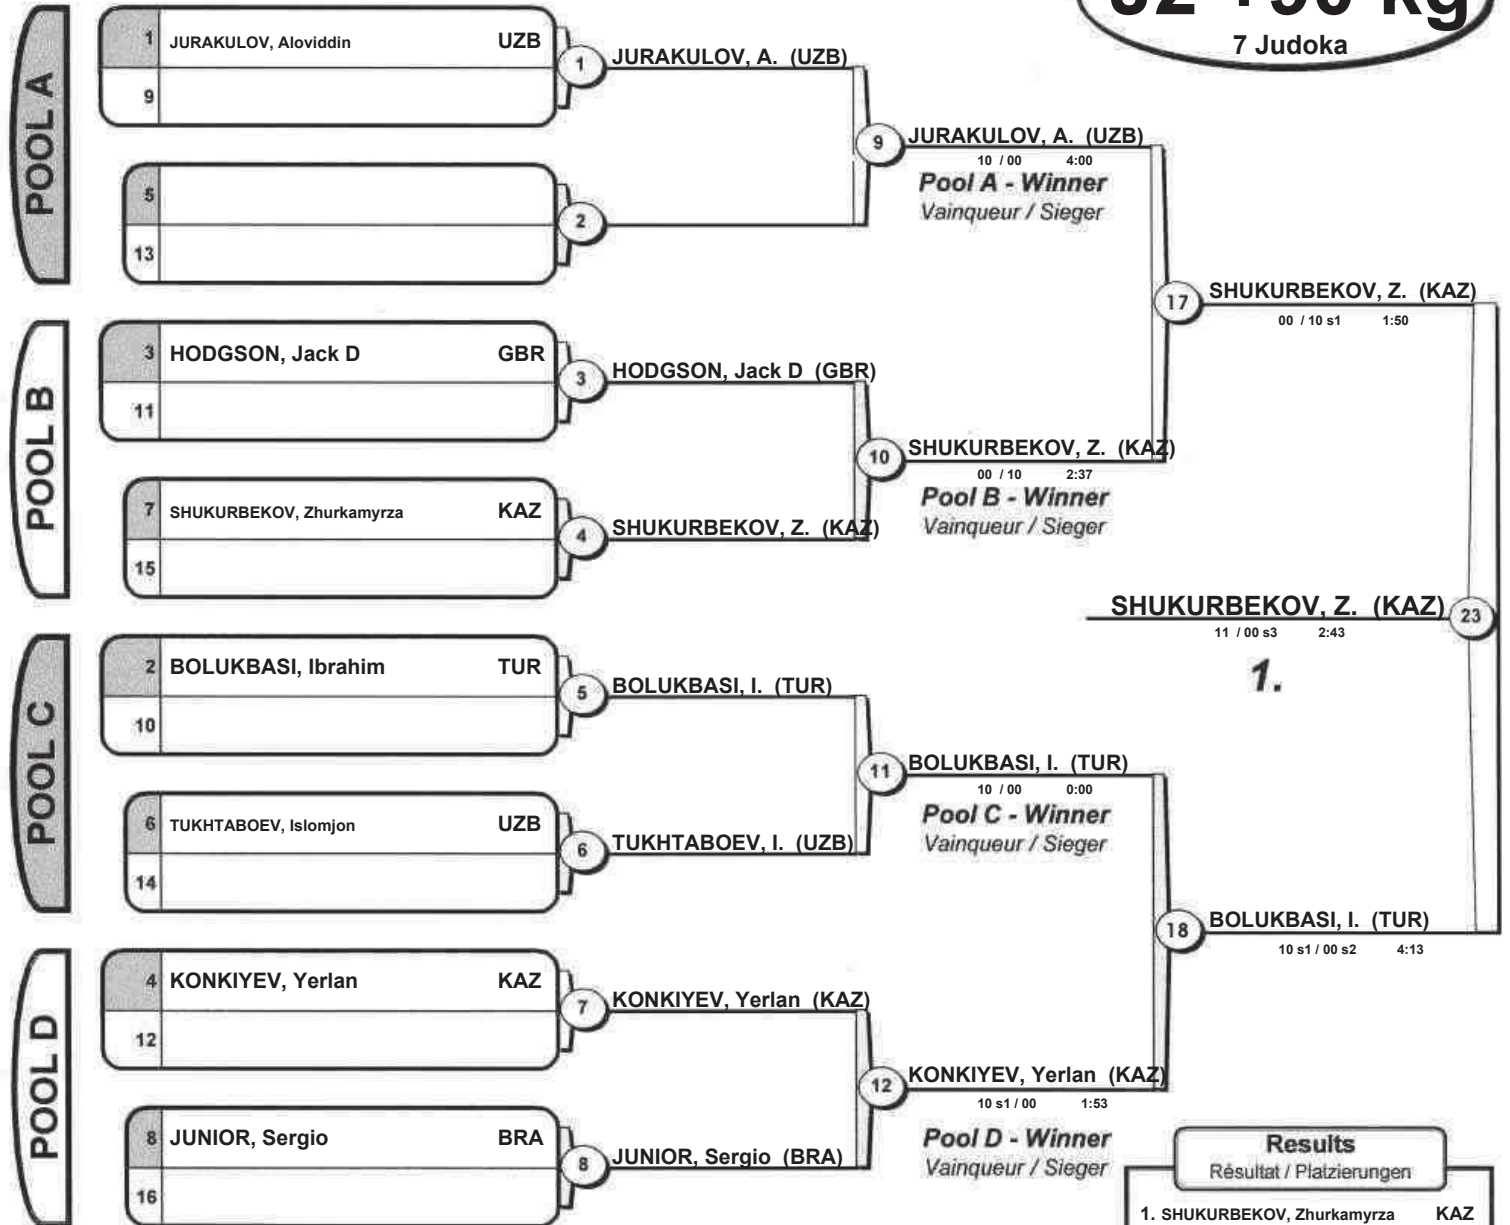 J2 +90 kg
7 Judoka
POOL A
1 JURAKULOV, Aloviddin UZB
9
5
13
1 JURAKULOV, A. (UZB)
2
9 JURAKULOV, A. (UZB)
10 / 00 4:00
Pool A - Winner
Vainqueur / Sieger
POOL B
3 HODGSON, Jack D GBR
11
7 SHUKURBEKOV, Zhurkamyrza KAZ
15
3 HODGSON, Jack D (GBR)
4 SHUKURBEKOV, Z. (KAZ)
10 SHUKURBEKOV, Z. (KAZ)
00 / 10 2:37
Pool B - Winner
Vainqueur / Sieger
17 SHUKURBEKOV, Z. (KAZ)
00 / 10 s1 1:50
SHUKURBEKOV, Z. (KAZ) 23
11 / 00 s3 2:43
1.
POOL C
2 BOLUKBASI, Ibrahim TUR
10
6 TUKHTABOEV, Islomjon UZB
14
5 BOLUKBASI, I. (TUR)
6 TUKHTABOEV, I. (UZB)
11 BOLUKBASI, I. (TUR)
10 / 00 0:00
Pool C - Winner
Vainqueur / Sieger
18 BOLUKBASI, I. (TUR)
10 s1 / 00 s2 4:13
POOL D
4 KONKIYEV, Yerlan KAZ
12
8 JUNIOR, Sergio BRA
16
7 KONKIYEV, Yerlan (KAZ)
8 JUNIOR, Sergio (BRA)
12 KONKIYEV, Yerlan (KAZ)
10 s1 / 00 1:53
Pool D - Winner
Vainqueur / Sieger
Results
Résultat / Platzierungen
1. SHUKURBEKOV, Zhurkamyrza KAZ